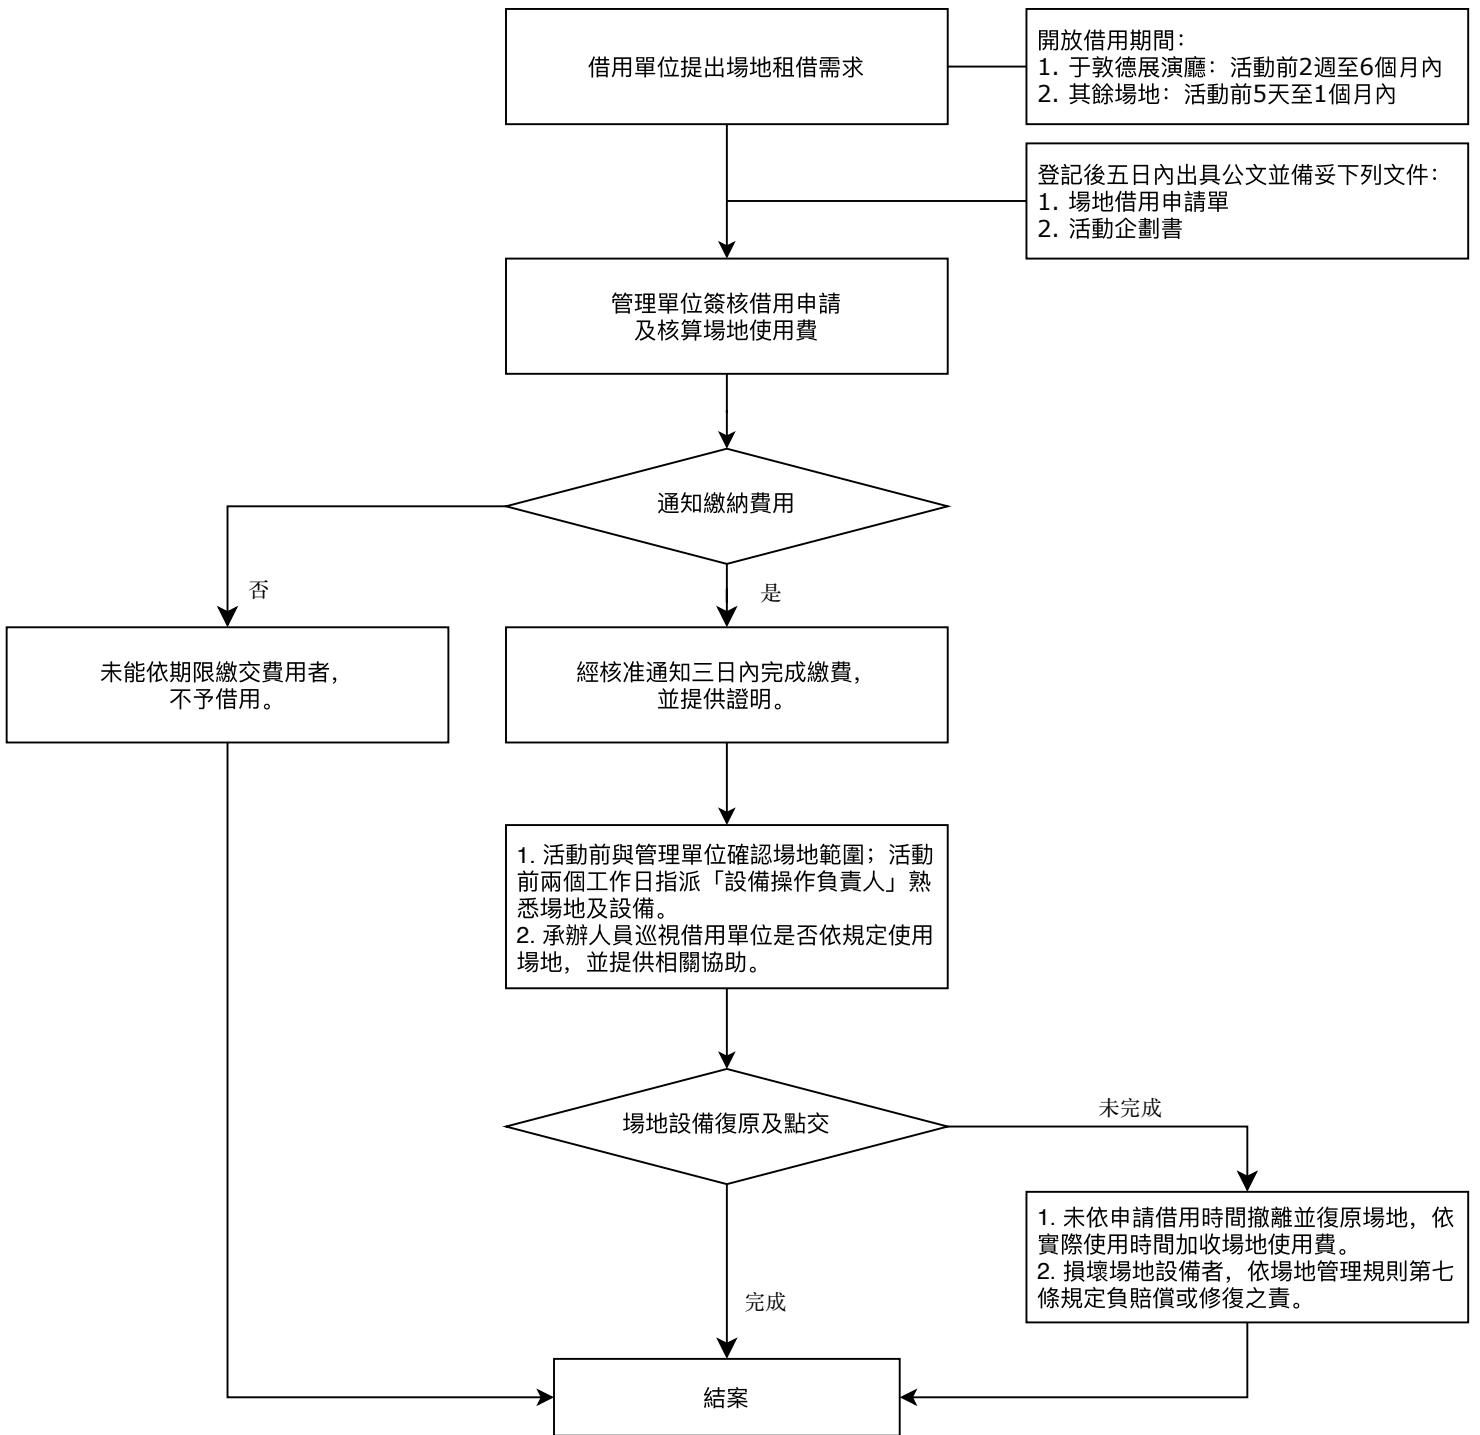 借用單位提出場地租借需求
開放借用期間：
1. 于敦德展演廳：活動前2週至6個月內
2. 其餘場地：活動前5天至1個月內
登記後五日內出具公文並備妥下列文件：
1. 場地借用申請單
2. 活動企劃書
管理單位簽核借用申請
及核算場地使用費
通知繳納費用
否
是
未能依期限繳交費用者，
不予借用。
經核准通知三日內完成繳費，
並提供證明。
1. 活動前與管理單位確認場地範圍；活動
前兩個工作日指派「設備操作負責人」熟
悉場地及設備。
2. 承辦人員巡視借用單位是否依規定使用
場地，並提供相關協助。
場地設備復原及點交
未完成
1. 未依申請借用時間撤離並復原場地，依
實際使用時間加收場地使用費。
2. 損壞場地設備者，依場地管理規則第七
條規定負賠償或修復之責。
完成
結案